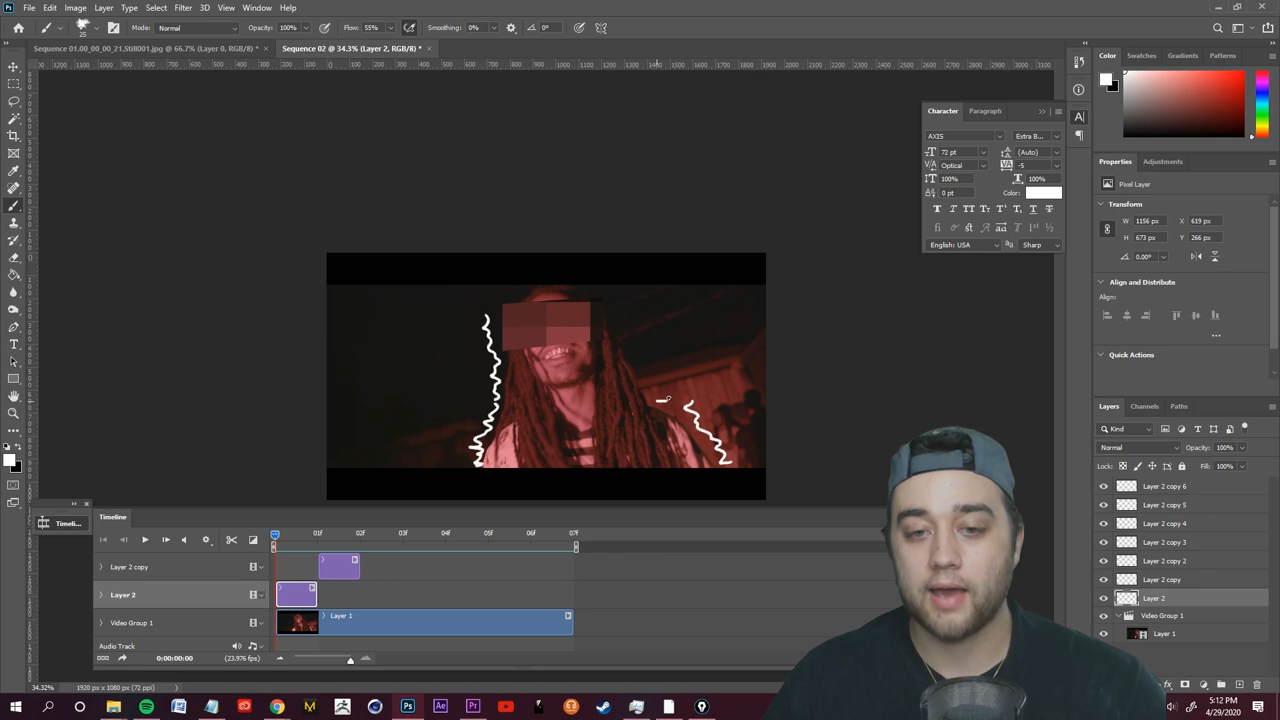 Ps File Edit Image Layer Type Select Filter 3D View Window Help
25 Mode: Normal Opacity: 100% Flow: 55% Smoothing: 0% 0°
Sequence 01.00_00_00_21.Still001.jpg @ 66.7% (Layer 0, RGB/8) * × Sequence 02 @ 34.3% (Layer 2, RGB/8) * ×
Color Swatches Gradients Patterns
Character Paragraph
AXIS Extra B...
72 pt (Auto)
Optical -5
100% 100%
0 pt Color:
English: USA Sharp
Properties Adjustments
Pixel Layer
Transform
W 1156 px X 619 px
H 673 px Y 266 px
0.00°
Align and Distribute
Align:
...
Quick Actions
Layers Channels Paths
Kind
Normal Opacity: 100%
Lock: Fill: 100%
Layer 2 copy 6
Layer 2 copy 5
Layer 2 copy 4
Layer 2 copy 3
Layer 2 copy 2
Layer 2 copy
Layer 2
Video Group 1
Layer 1
Timeli...
Timeline
01f 02f 03f 04f 05f 06f 07f
Layer 2 copy
Layer 2
Video Group 1 Layer 1
Audio Track
0:00:00:00 (23.976 fps)
34.32% 1920 px x 1080 px (72 ppi)
5:12 PM
4/29/2020